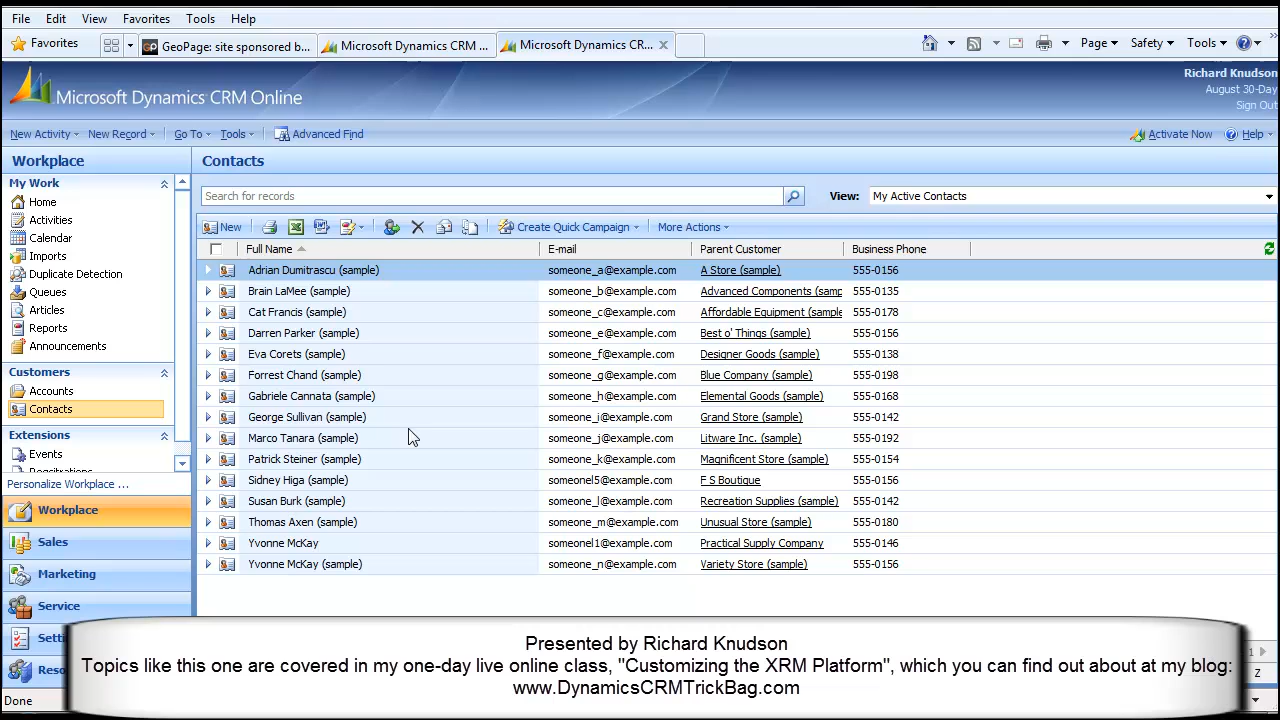 File Edit View Favorites Tools Help
Favorites GeoPage: site sponsored b... Microsoft Dynamics CRM ... Microsoft Dynamics CR... Page Safety Tools
Richard Knudson
Microsoft Dynamics CRM Online August 30-Day
Sign Out
New Activity New Record Go To Tools Advanced Find Activate Now Help
Workplace Contacts
My Work
Home
Activities
Calendar
Imports
Duplicate Detection
Queues
Articles
Reports
Announcements
Customers
Accounts
Contacts
Extensions
Events
Registrations
Personalize Workplace ...
Workplace
Sales
Marketing
Service
Setti
Reso
Search for records View: My Active Contacts
New Create Quick Campaign More Actions
Full Name E-mail Parent Customer Business Phone
Adrian Dumitrascu (sample) someone_a@example.com A Store (sample) 555-0156
Brain LaMee (sample) someone_b@example.com Advanced Components (samp 555-0135
Cat Francis (sample) someone_c@example.com Affordable Equipment (sample 555-0178
Darren Parker (sample) someone_e@example.com Best o' Things (sample) 555-0156
Eva Corets (sample) someone_f@example.com Designer Goods (sample) 555-0138
Forrest Chand (sample) someone_g@example.com Blue Company (sample) 555-0198
Gabriele Cannata (sample) someone_h@example.com Elemental Goods (sample) 555-0168
George Sullivan (sample) someone_i@example.com Grand Store (sample) 555-0142
Marco Tanara (sample) someone_j@example.com Litware Inc. (sample) 555-0192
Patrick Steiner (sample) someone_k@example.com Magnificent Store (sample) 555-0154
Sidney Higa (sample) someonel5@example.com F S Boutique 555-0156
Susan Burk (sample) someone_l@example.com Recreation Supplies (sample) 555-0142
Thomas Axen (sample) someone_m@example.com Unusual Store (sample) 555-0180
Yvonne McKay someonel1@example.com Practical Supply Company 555-0146
Yvonne McKay (sample) someone_n@example.com Variety Store (sample) 555-0156
1
Z
Presented by Richard Knudson
Topics like this one are covered in my one-day live online class, "Customizing the XRM Platform", which you can find out about at my blog:
www.DynamicsCRMTrickBag.com
Done